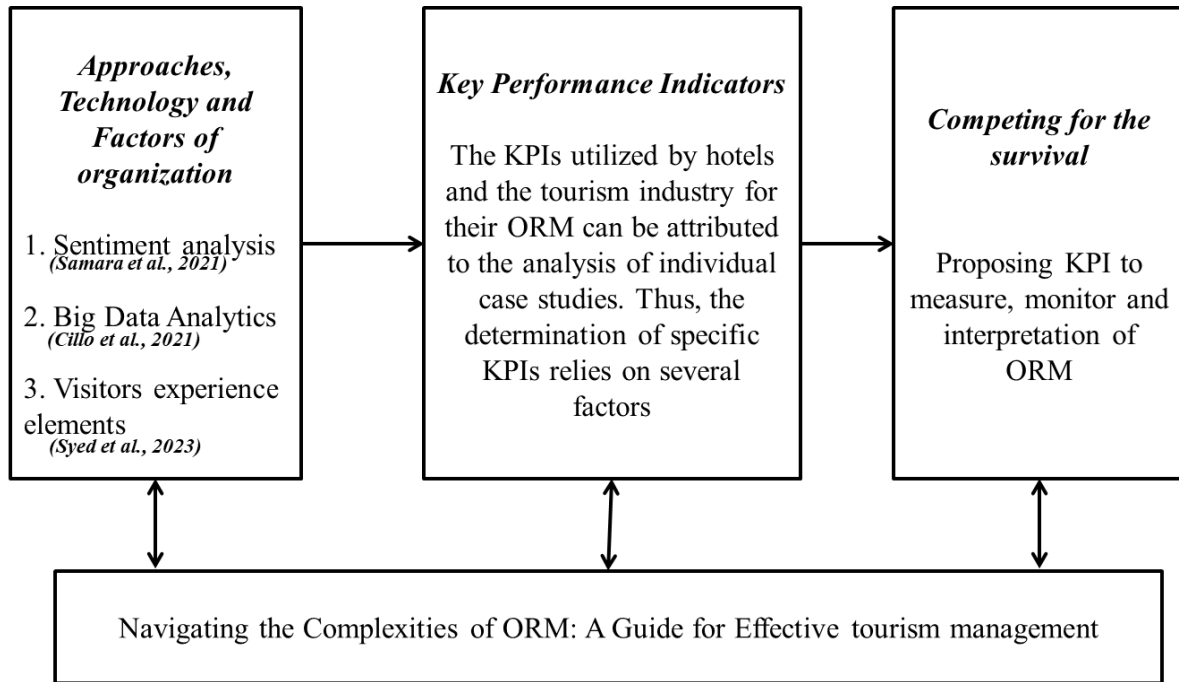 Approaches,
Technology and
Factors of
organization
1. Sentiment analysis
(Samara et al., 2021)
2. Big Data Analytics
(Cillo et al., 2021)
3. Visitors experience
elements
(Syed et al., 2023)
Key Performance Indicators
The KPIs utilized by hotels
and the tourism industry for
their ORM can be attributed
to the analysis of individual
case studies. Thus, the
determination of specific
KPIs relies on several
factors
Competing for the
survival
Proposing KPI to
measure, monitor and
interpretation of
ORM
Navigating the Complexities of ORM: A Guide for Effective tourism management